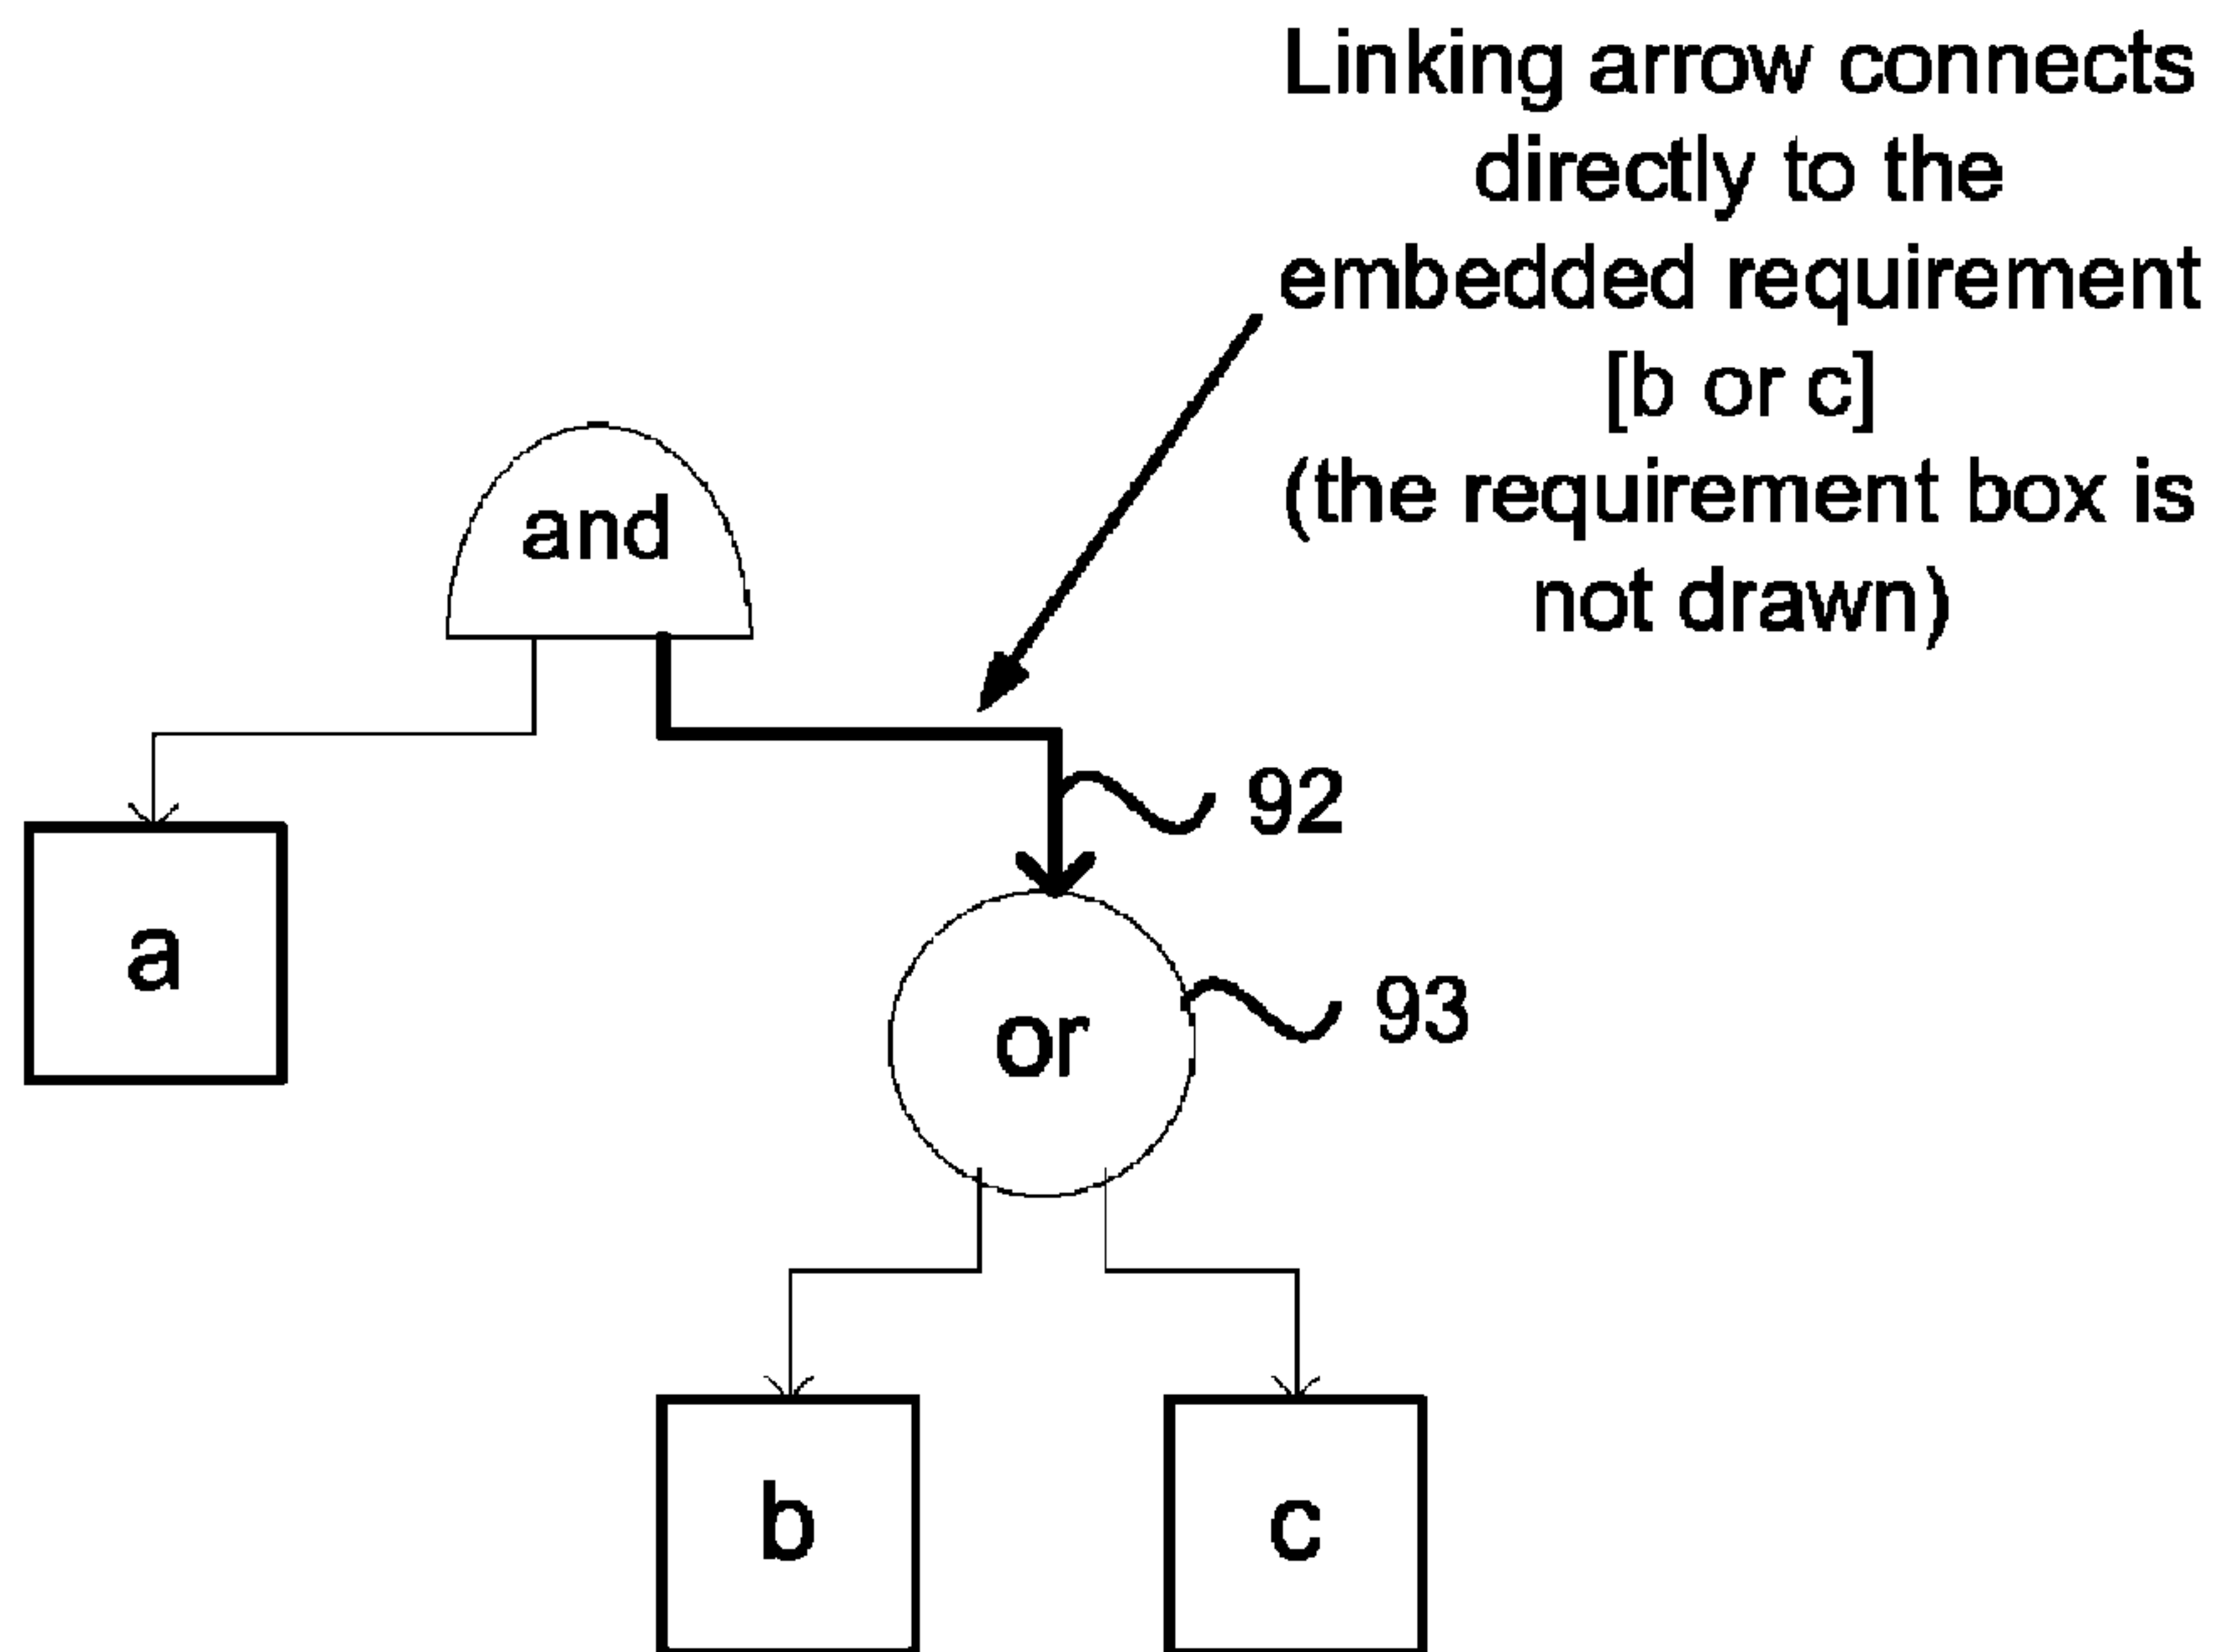 Linking arrow connects
directly to the
embedded requirement
[b or c]
(the requirement box is
not drawn)
and
92
a
93
or
b
c